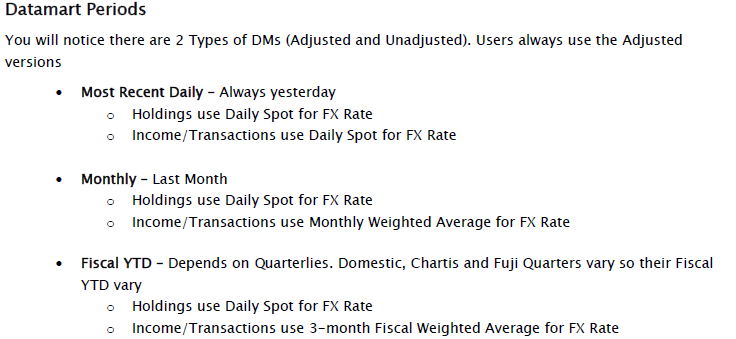 Datamart Periods
You will notice there are 2 Types of DMs (Adjusted and Unadjusted). Users always use the Adjusted
versions
• Most Recent Daily – Always yesterday
o Holdings use Daily Spot for FX Rate
o Income/Transactions use Daily Spot for FX Rate
• Monthly – Last Month
o Holdings use Daily Spot for FX Rate
o Income/Transactions use Monthly Weighted Average for FX Rate
• Fiscal YTD – Depends on Quarterlies. Domestic, Chartis and Fuji Quarters vary so their Fiscal
YTD vary
o Holdings use Daily Spot for FX Rate
o Income/Transactions use 3-month Fiscal Weighted Average for FX Rate